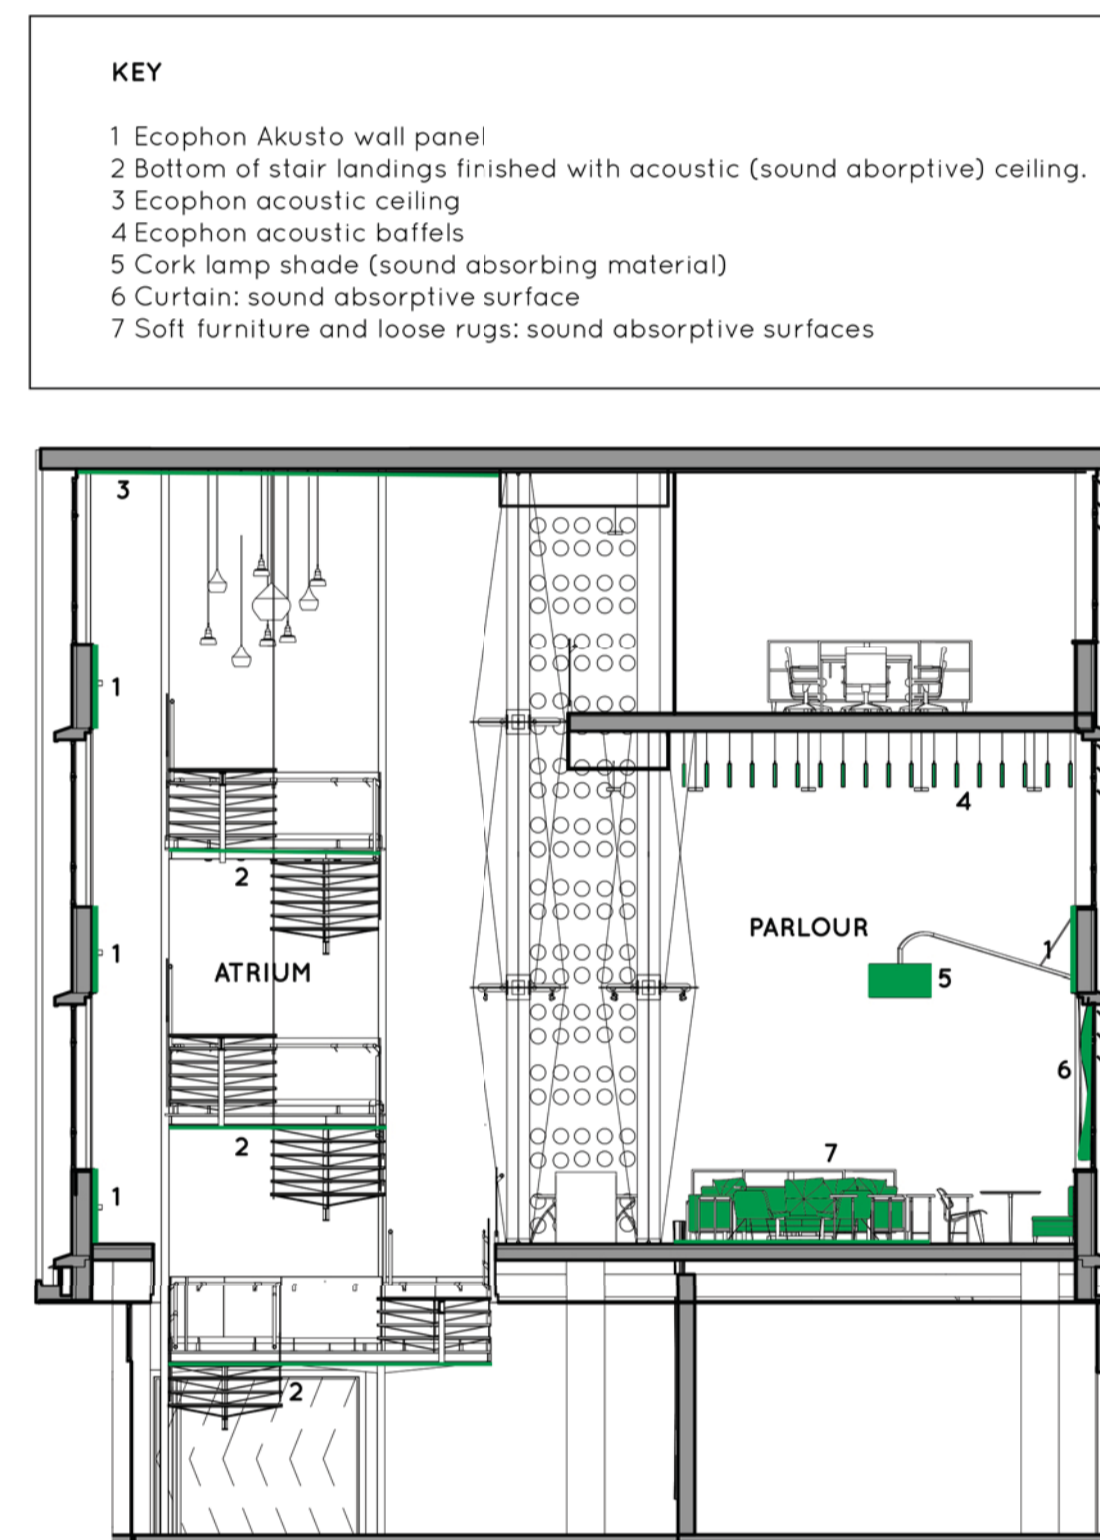 KEY
1 Ecophon Akusto wall panel
2 Bottom of stair landings finished with acoustic (sound aborptive) ceiling.
3 Ecophon acoustic ceiling
4 Ecophon acoustic baffels
5 Cork lamp shade (sound absorbing material)
6 Curtain: sound absorptive surface
7 Soft furniture and loose rugs: sound absorptive surfaces
3
1
4
2
PARLOUR
1
1
ATRIUM
5
6
2
7
1
2